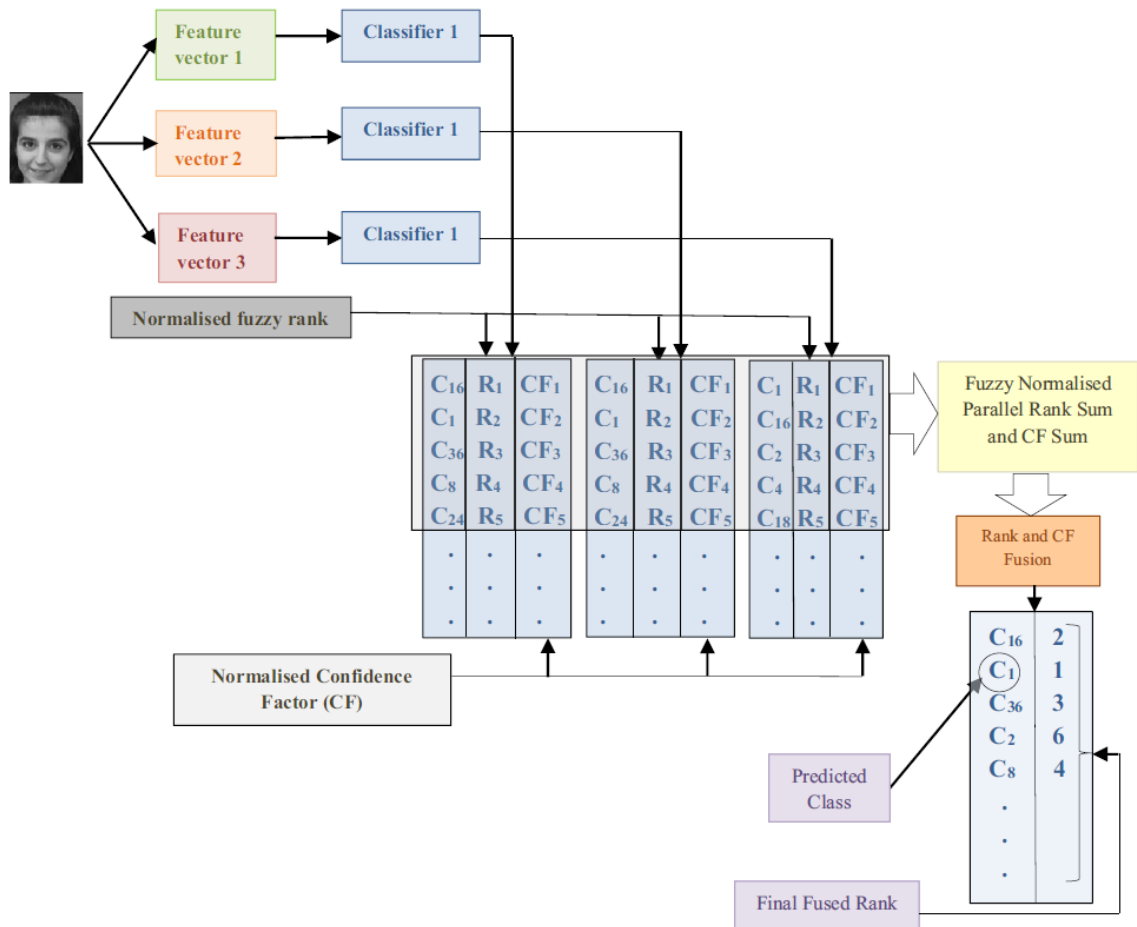 Feature
vector 1
Classifier 1
Feature
vector 2
Classifier 1
Feature
vector 3
Classifier 1
Normalised fuzzy rank
C16 R1 CF1 C16 R1 CF1 C1 R1 CF1
C1 R2 CF2 C1 R2 CF2 C16 R2 CF2
C36 R3 CF3 C36 R3 CF3 C2 R3 CF3
C8 R4 CF4 C8 R4 CF4 C4 R4 CF4
C24 R5 CF5 C24 R5 CF5 C18 R5 CF5
. . . . . . . . .
. . . . . . . . .
. . . . . . . . .
Fuzzy Normalised
Parallel Rank Sum
and CF Sum
Rank and CF
Fusion
Normalised Confidence
Factor (CF)
C16 2
C1 1
C36 3
C2 6
C8 4
.
.
.
Predicted
Class
Final Fused Rank